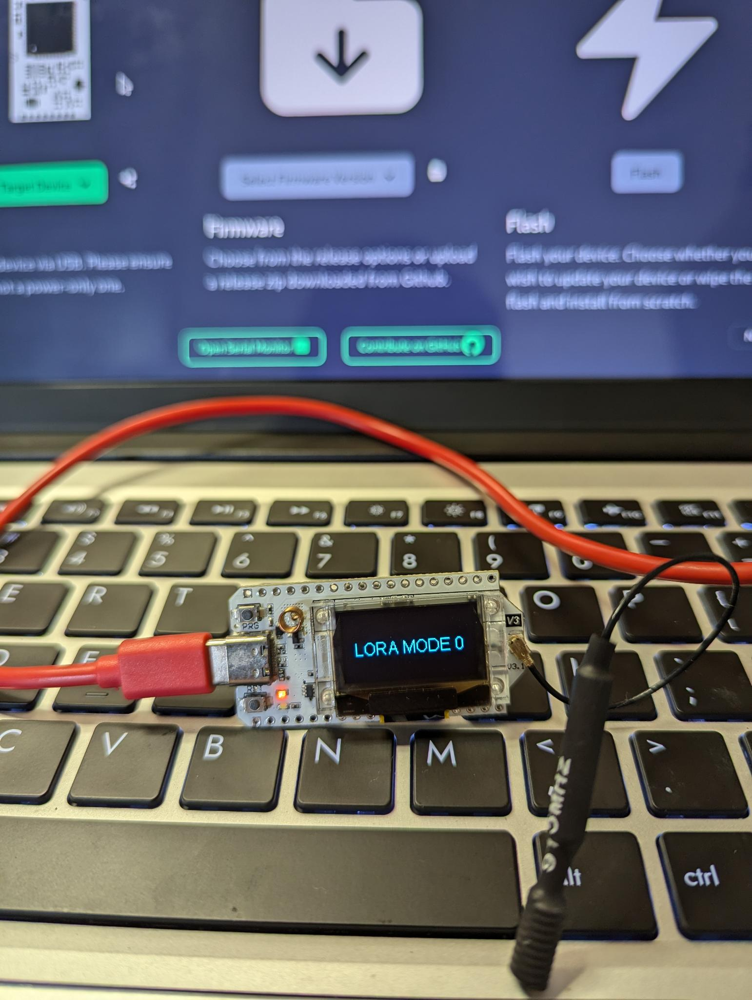 Target Device
Select Firmware Version
Flash
Firmware
Choose from the release options or upload
a release zip downloaded from GitHub.
Flash
Flash your device. Choose whether you
wish to update your device or wipe the
flash and install from scratch.
device via USB. Please ensure
not a power-only one.
Open Serial Monitor
Contribute on GitHub
F7
F8
$
4
%
5
^
6
&
7
*
8
(
9
E
R
T
O
P
PRG
LORA MODE 0
V3
V3.1
RST
C
V
B
N
M
<
>
.
alt
ctrl